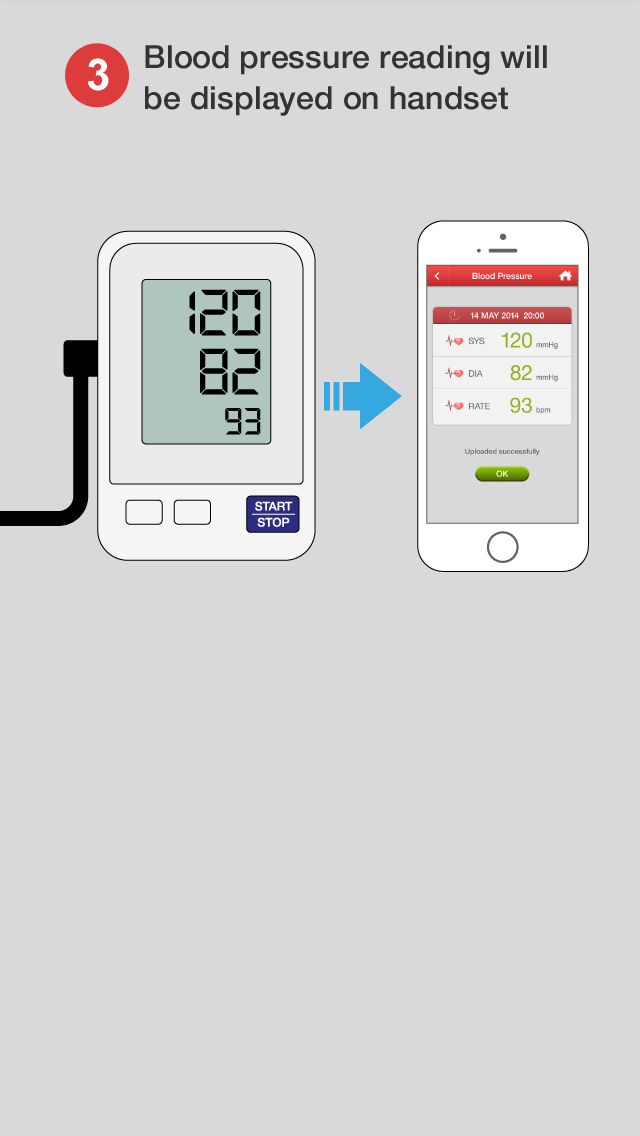 3
Blood pressure reading will
be displayed on handset
120
82
93
START
STOP
Blood Pressure
14 MAY 2014 20:00
SYS 120 mmHg
DIA 82 mmHg
RATE 93 bpm
Uploaded successfully
OK